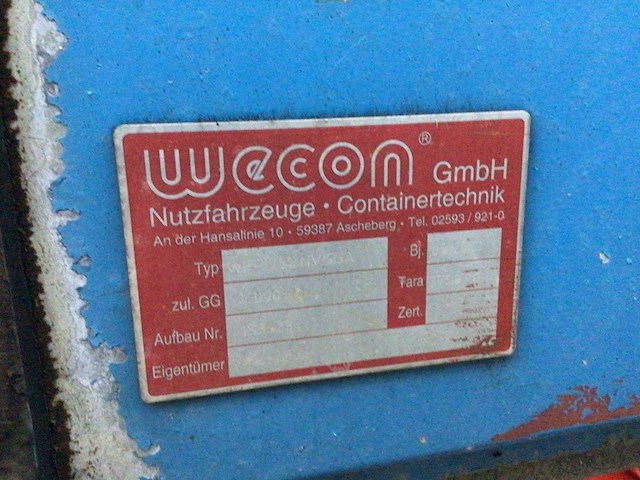 wecon® GmbH
Nutzfahrzeuge • Containertechnik
An der Hansalinie 10 • 59387 Ascheberg • Tel. 02593 / 921-0
Typ Bj.
zul. GG Tara
Aufbau Nr. Zert.
Eigentümer